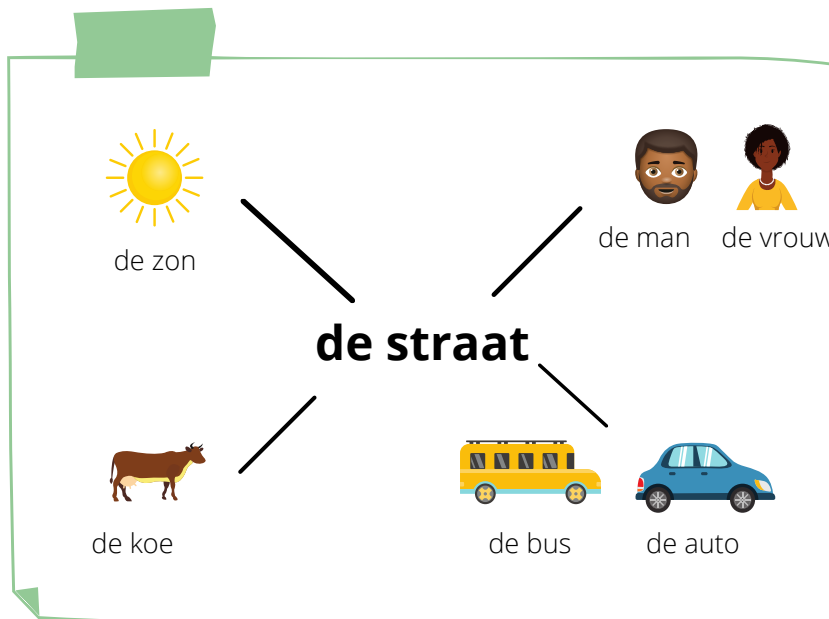 de zon
de man
de vrouw
de straat
de koe
de bus
de auto